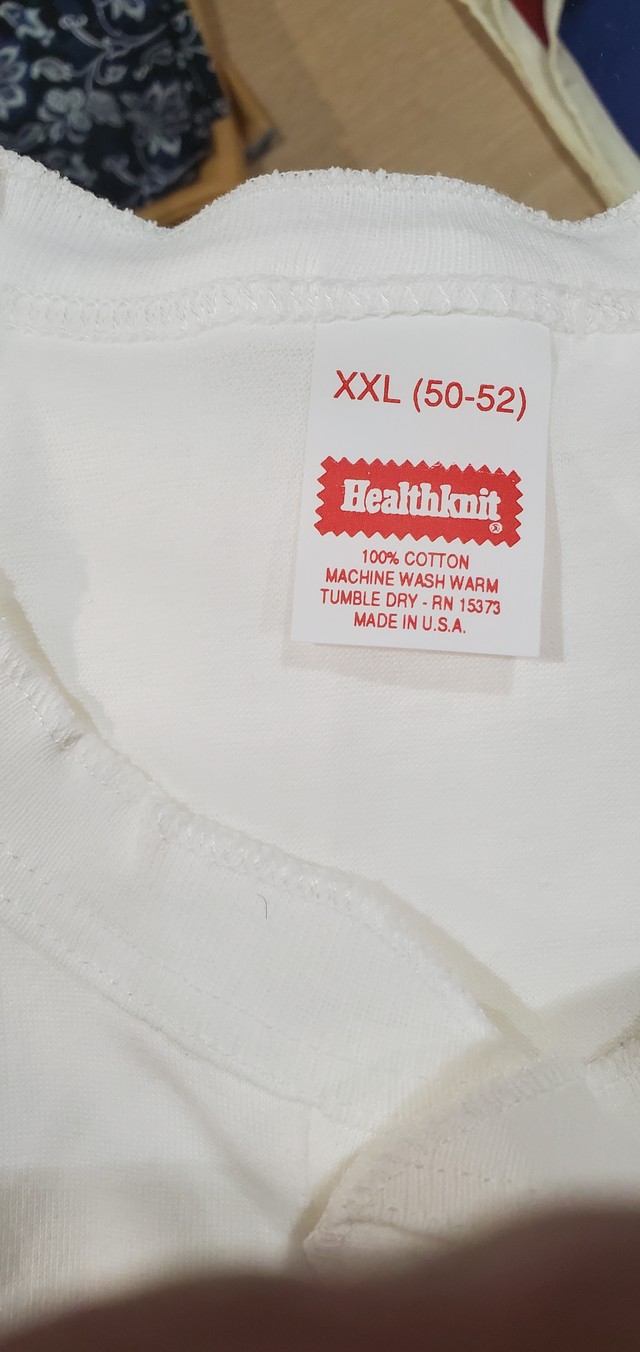 XXL (50-52)
Healthknit
®
100% COTTON
MACHINE WASH WARM
TUMBLE DRY - RN 15373
MADE IN U.S.A.